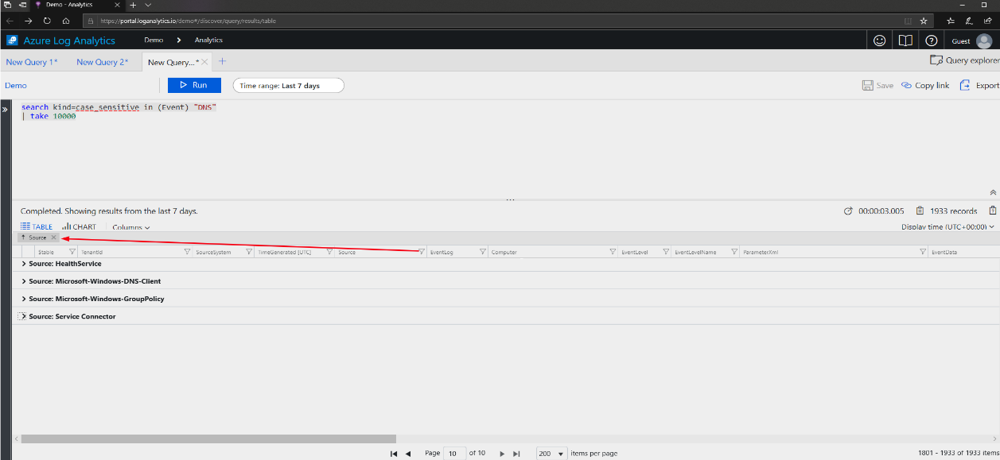 Demo - Analytics
https://portal.loganalytics.io/demo#/discover/query/results/table
Azure Log Analytics Demo Analytics Guest
New Query 1* New Query 2* New Query...* Query explorer
Demo Run Time range: Last 7 days Save Copy link Export
search kind=case_sensitive in (Event) "DNS"
| take 10000
Completed. Showing results from the last 7 days. 00:00:03.005 1933 records
TABLE CHART Columns Display time (UTC+00:00)
Source
$table TenantId SourceSystem TimeGenerated [UTC] Source EventLog Computer EventLevel EventLevelName ParameterXml EventData
Source: HealthService
Source: Microsoft-Windows-DNS-Client
Source: Microsoft-Windows-GroupPolicy
Source: Service Connector
Page 10 of 10 200 items per page 1801 - 1933 of 1933 items